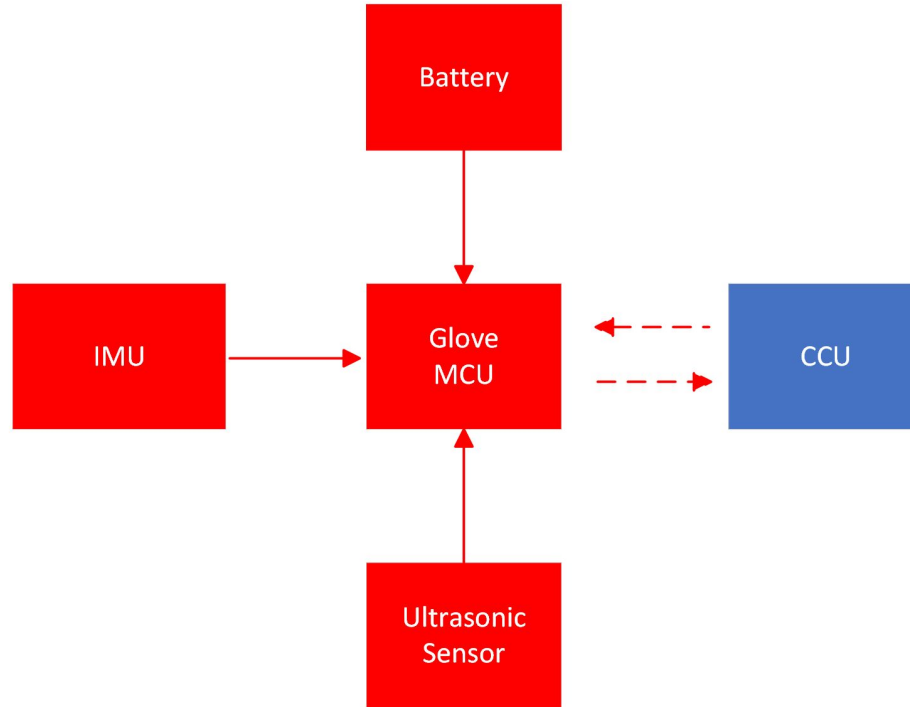 Battery
IMU
Glove
MCU
CCU
Ultrasonic
Sensor